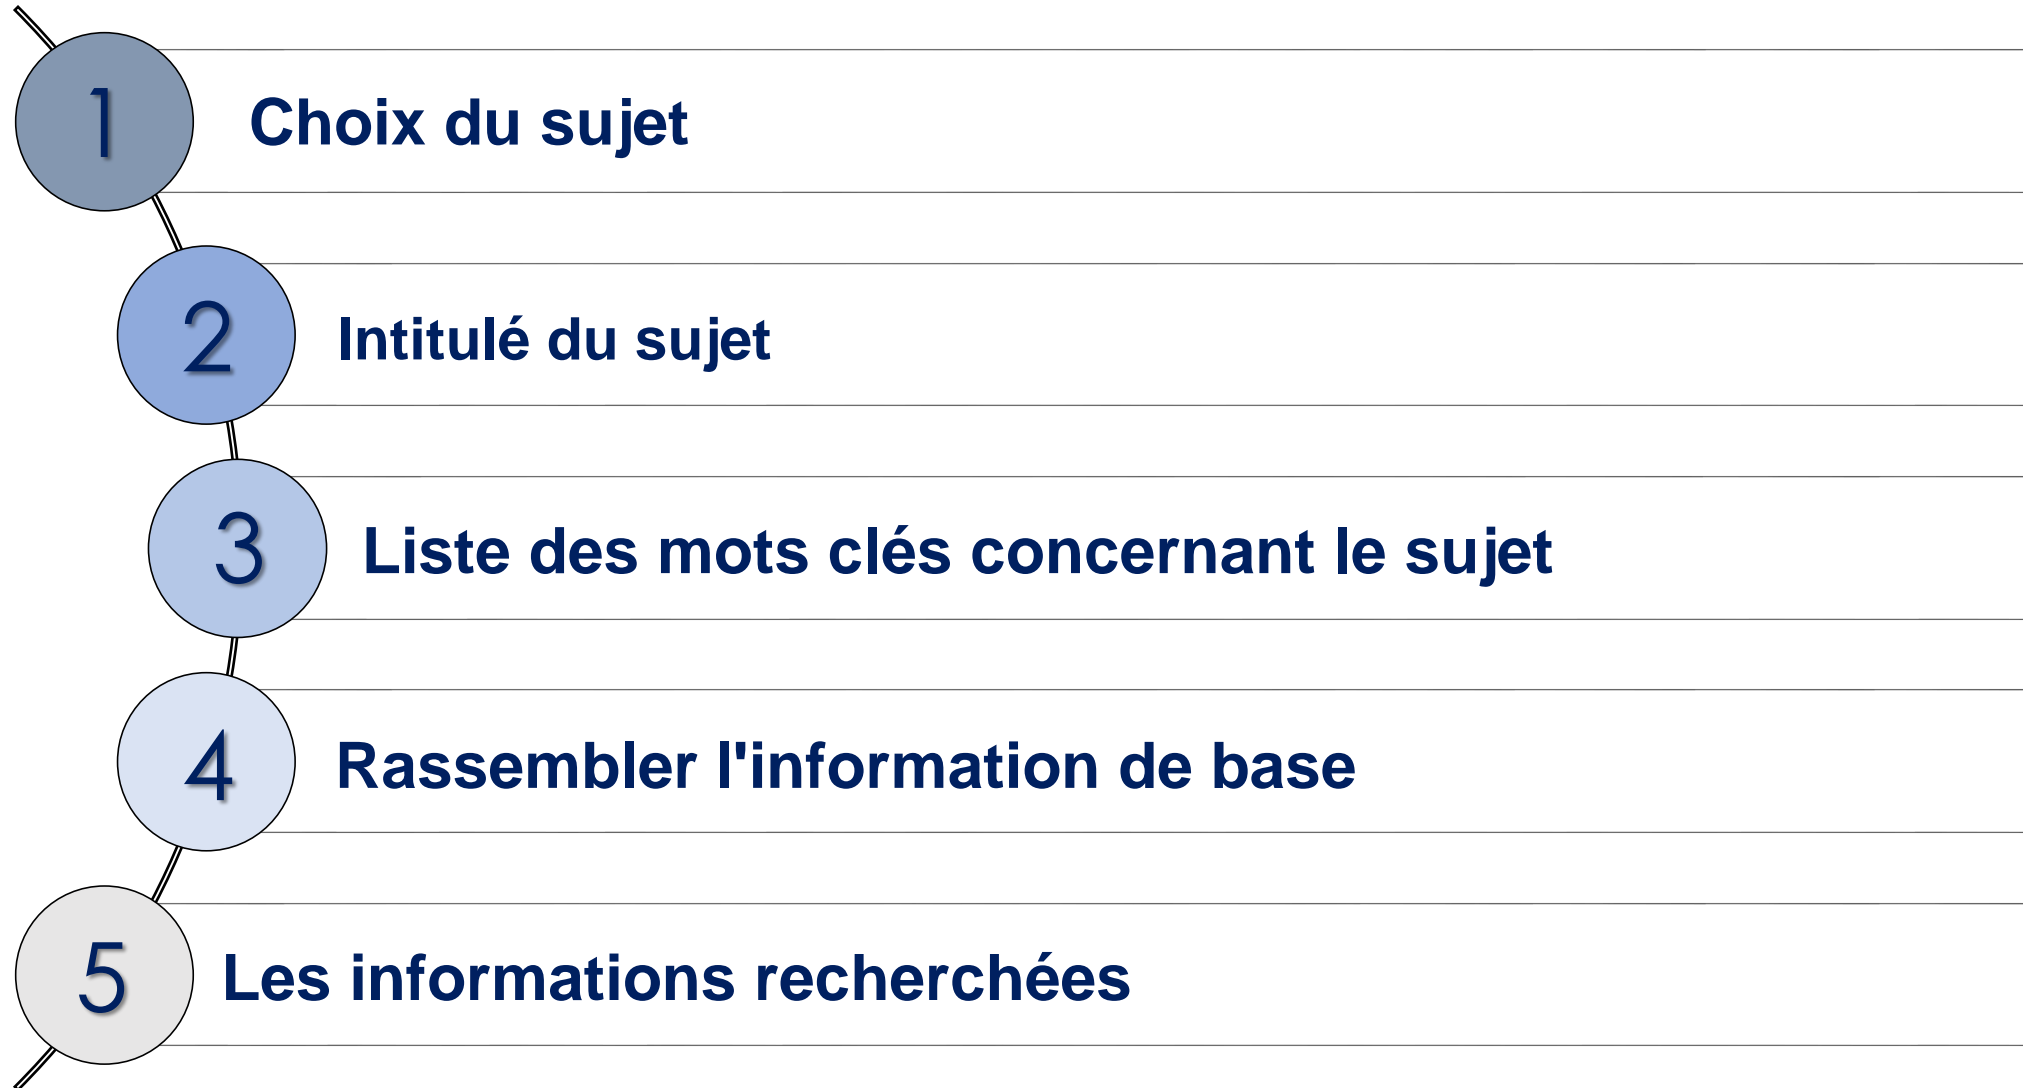 1
Choix du sujet
2
Intitulé du sujet
3
Liste des mots clés concernant le sujet
4
Rassembler l'information de base
5
Les informations recherchées